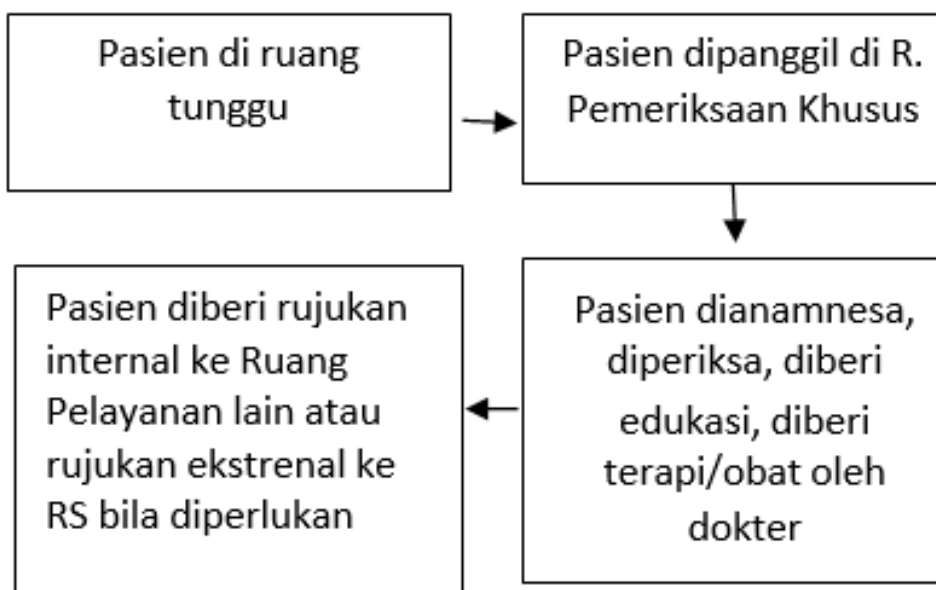 Pasien di ruang
tunggu
Pasien dipanggil di R.
Pemeriksaan Khusus
Pasien dianamnesa,
diperiksa, diberi
edukasi, diberi
terapi/obat oleh
dokter
Pasien diberi rujukan
internal ke Ruang
Pelayanan lain atau
rujukan ekstrenal ke
RS bila diperlukan